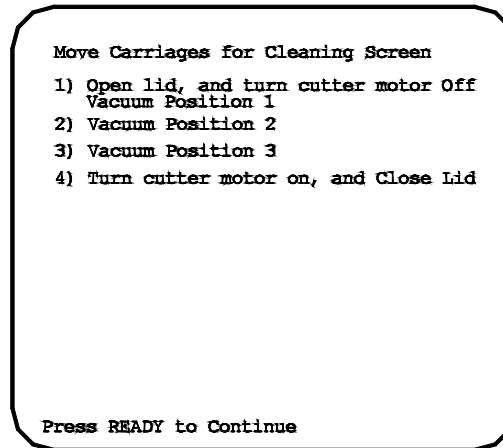 Move Carriages for Cleaning Screen
1) Open lid, and turn cutter motor Off
Vacuum Position 1
2) Vacuum Position 2
3) Vacuum Position 3
4) Turn cutter motor on, and Close Lid
Press READY to Continue